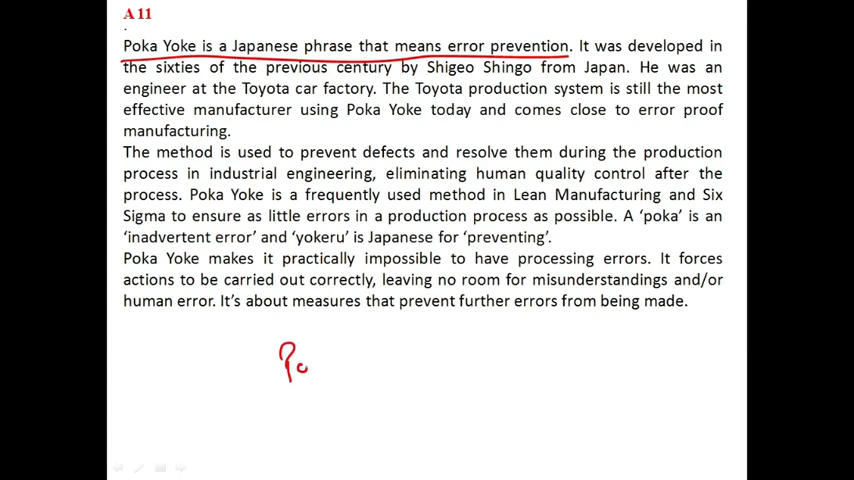 A 11
Poka Yoke is a Japanese phrase that means error prevention. It was developed in
the sixties of the previous century by Shigeo Shingo from Japan. He was an
engineer at the Toyota car factory. The Toyota production system is still the most
effective manufacturer using Poka Yoke today and comes close to error proof
manufacturing.
The method is used to prevent defects and resolve them during the production
process in industrial engineering, eliminating human quality control after the
process. Poka Yoke is a frequently used method in Lean Manufacturing and Six
Sigma to ensure as little errors in a production process as possible. A ‘poka’ is an
‘inadvertent error’ and ‘yokeru’ is Japanese for ‘preventing’.
Poka Yoke makes it practically impossible to have processing errors. It forces
actions to be carried out correctly, leaving no room for misunderstandings and/or
human error. It’s about measures that prevent further errors from being made.
Po